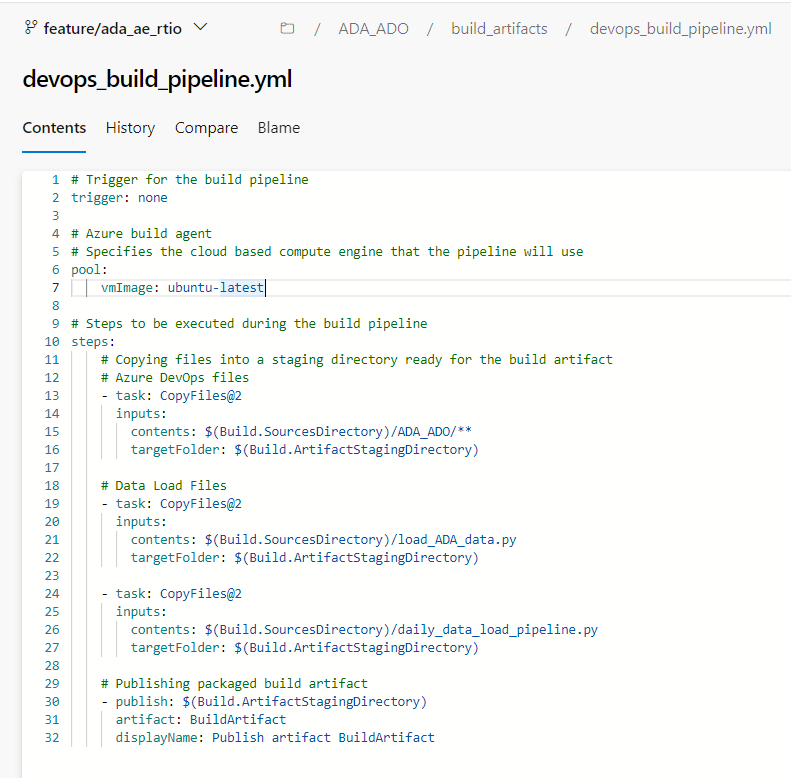 feature/ada_ae_rtio
/ ADA_ADO / build_artifacts / devops_build_pipeline.yml
devops_build_pipeline.yml
Contents History Compare Blame
1 # Trigger for the build pipeline
2 trigger: none
3
4 # Azure build agent
5 # Specifies the cloud based compute engine that the pipeline will use
6 pool:
7     vmImage: ubuntu-latest
8
9 # Steps to be executed during the build pipeline
10 steps:
11     # Copying files into a staging directory ready for the build artifact
12     # Azure DevOps files
13     - task: CopyFiles@2
14       inputs:
15         contents: $(Build.SourcesDirectory)/ADA_ADO/**
16         targetFolder: $(Build.ArtifactStagingDirectory)
17
18     # Data Load Files
19     - task: CopyFiles@2
20       inputs:
21         contents: $(Build.SourcesDirectory)/load_ADA_data.py
22         targetFolder: $(Build.ArtifactStagingDirectory)
23
24     - task: CopyFiles@2
25       inputs:
26         contents: $(Build.SourcesDirectory)/daily_data_load_pipeline.py
27         targetFolder: $(Build.ArtifactStagingDirectory)
28
29     # Publishing packaged build artifact
30     - publish: $(Build.ArtifactStagingDirectory)
31       artifact: BuildArtifact
32       displayName: Publish artifact BuildArtifact